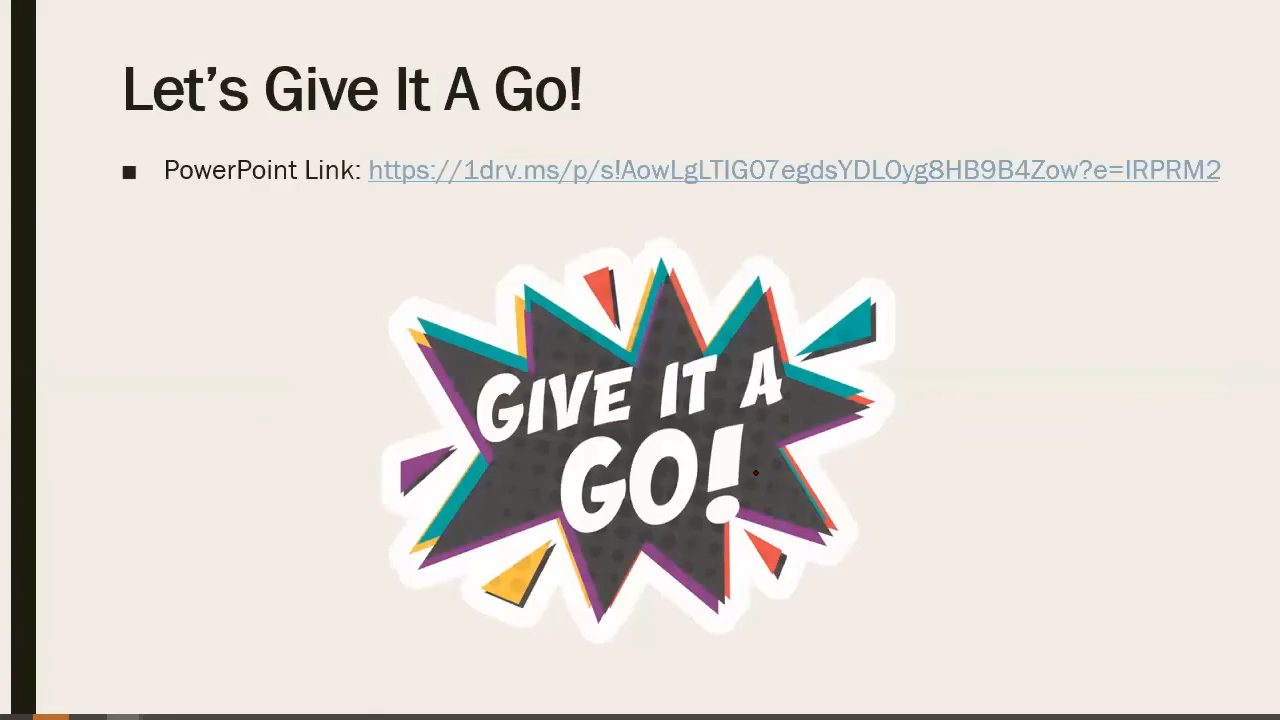 Let's Give It A Go!
PowerPoint Link: https://1drv.ms/p/s!AowLgLTIG07egdsYDLOyg8HB9B4Zow?e=IRPRM2
GIVE IT A
GO!